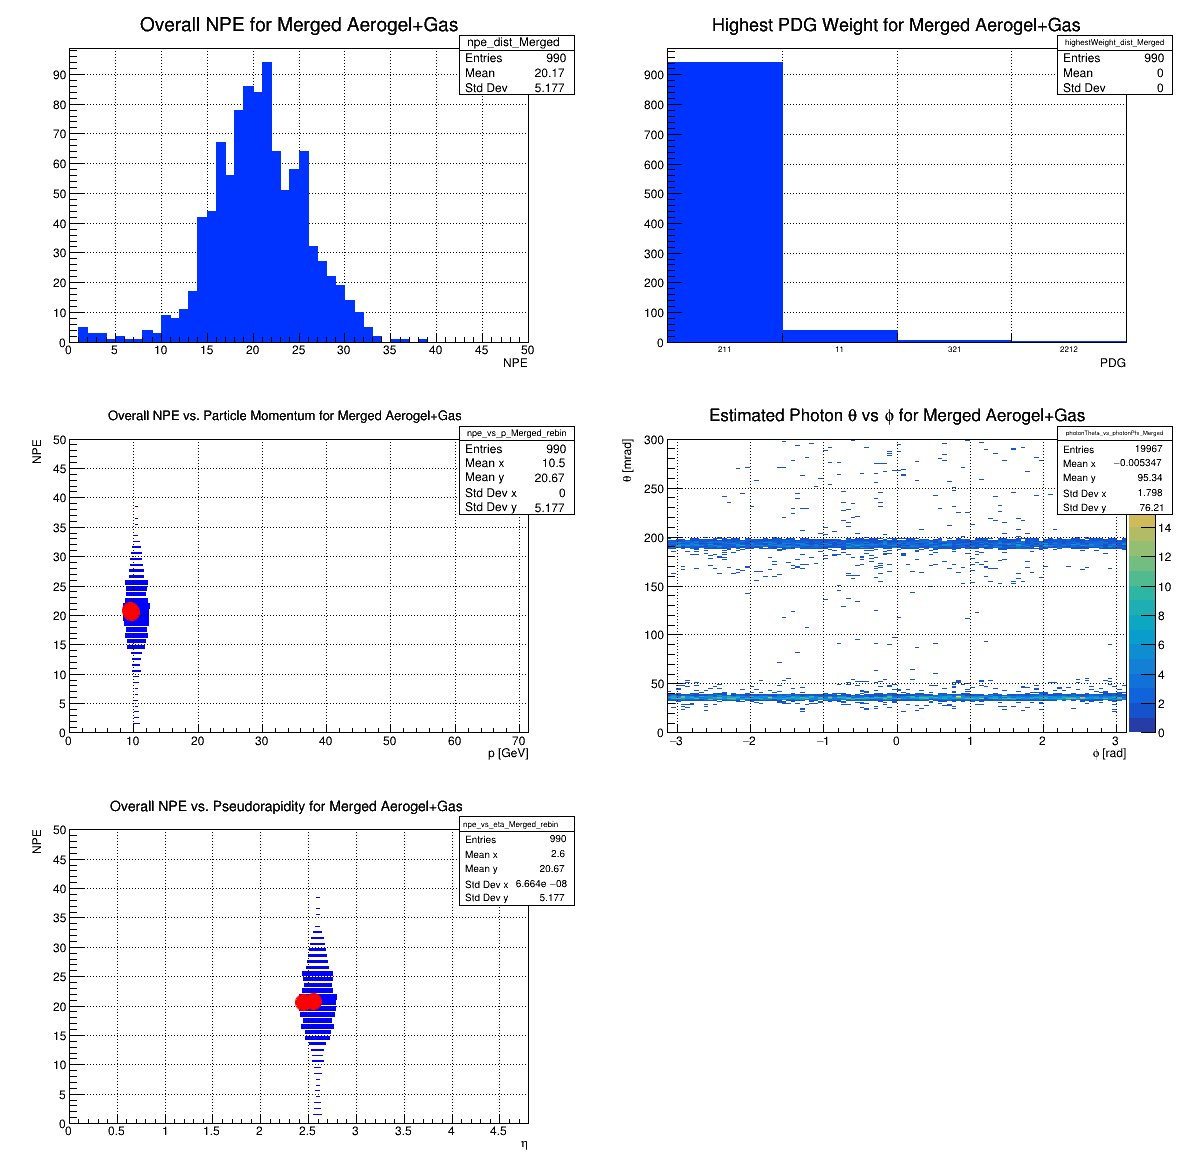 Overall NPE for Merged Aerogel+Gas
npe_dist_Merged
Entries 990
Mean 20.17
Std Dev 5.177
90
80
70
60
50
40
30
20
10
0
0 5 10 15 20 25 30 35 40 45 50
NPE
Highest PDG Weight for Merged Aerogel+Gas
highestWeight_dist_Merged
Entries 990
Mean 0
Std Dev 0
900
800
700
600
500
400
300
200
100
0
211 11 321 2212
PDG
Overall NPE vs. Particle Momentum for Merged Aerogel+Gas
npe_vs_p_Merged_rebin
Entries 990
Mean x 10.5
Mean y 20.67
Std Dev x 0
Std Dev y 5.177
NPE
50
45
40
35
30
25
20
15
10
5
0
0 10 20 30 40 50 60 70
p [GeV]
Estimated Photon θ vs ϕ for Merged Aerogel+Gas
photonTheta_vs_photonPhi_Merged
Entries 19967
Mean x −0.005347
Mean y 95.34
Std Dev x 1.798
Std Dev y 76.21
θ [mrad]
300
250
200
150
100
50
0
−3 −2 −1 0 1 2 3
ϕ [rad]
14
12
10
8
6
4
2
0
Overall NPE vs. Pseudorapidity for Merged Aerogel+Gas
npe_vs_eta_Merged_rebin
Entries 990
Mean x 2.6
Mean y 20.67
Std Dev x 6.664e −08
Std Dev y 5.177
NPE
50
45
40
35
30
25
20
15
10
5
0
0 0.5 1 1.5 2 2.5 3 3.5 4 4.5
η